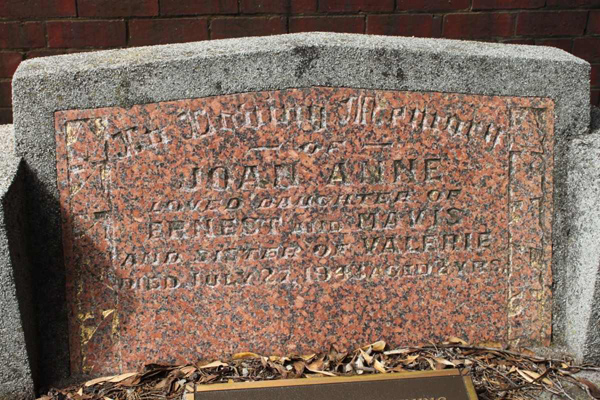 In Loving Memory
— OF —
JOAN ANNE
LOVED DAUGHTER OF
ERNEST AND MAVIS
AND SISTER OF VALERIE
DIED JULY 27, 1943 AGED 2 YRS.